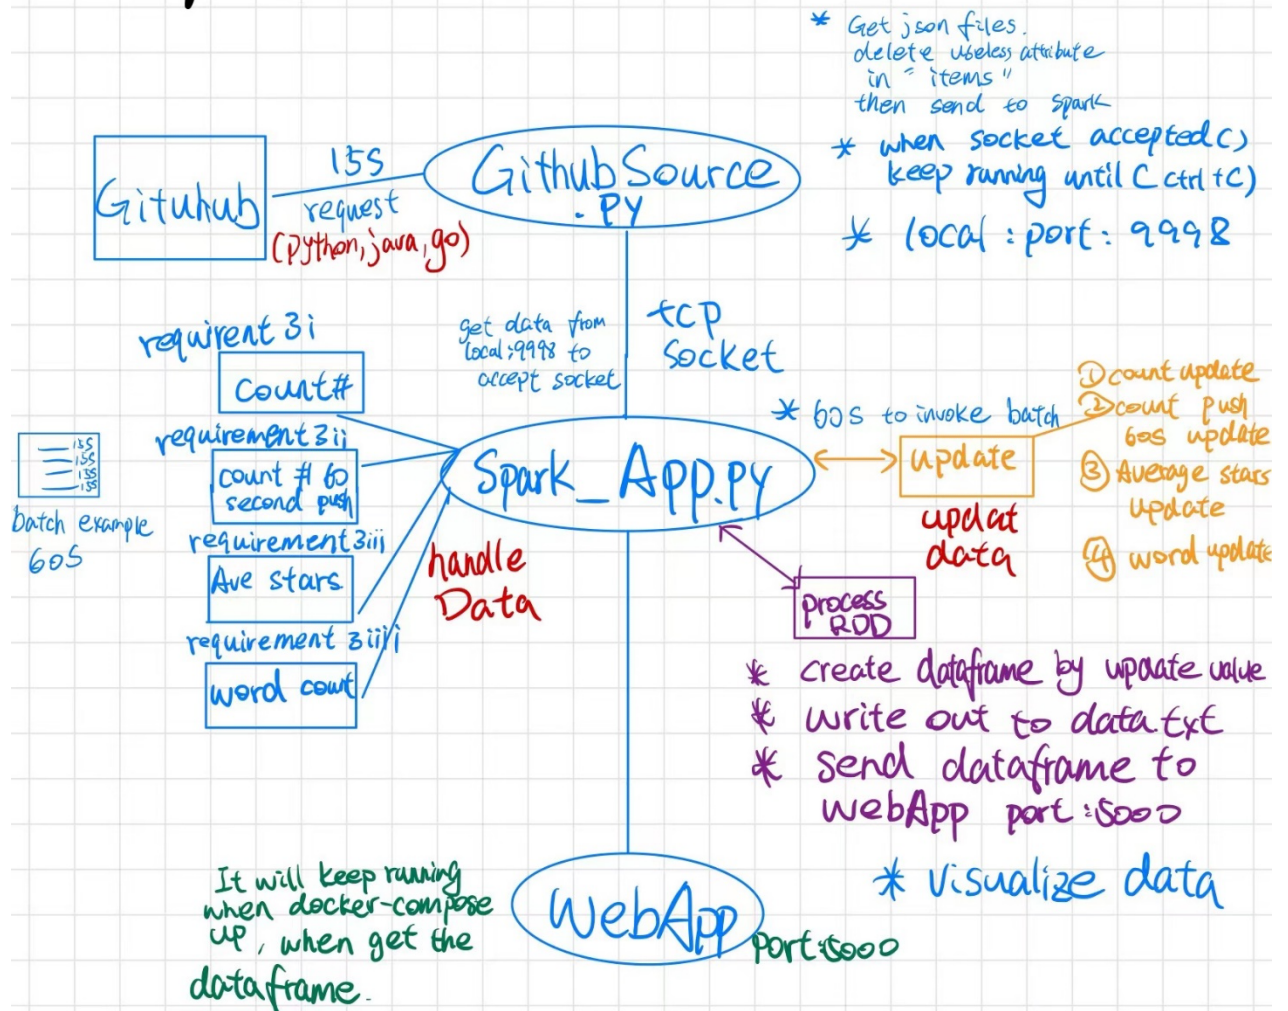 * Get json files.
delete useless attribute
in " items"
then send to spark
* when socket accepted()
keep running until (ctrl+C)
* local : port : 9998
Gituhub
15S
request
(python, java, go)
GithubSource
.py
get data from
local:9998 to
accept socket
tcp
socket
requirent 3i
count#
requirement 3ii
count # 60
second push
requirement 3iii
Ave stars
requirement 3iiii
word count
15S
15S
15S
15S
batch example
60S
handle
Data
Spark_App.py
* 60s to invoke batch
update
updat
data
① count update
② count push
60s update
③ Average stars
update
④ word update
process
RDD
* create dataframe by update value
* write out to data.txt
* send dataframe to
webApp port:5000
* visualize data
It will keep running
when docker-compose
up, when get the
dataframe.
WebApp
port:5000